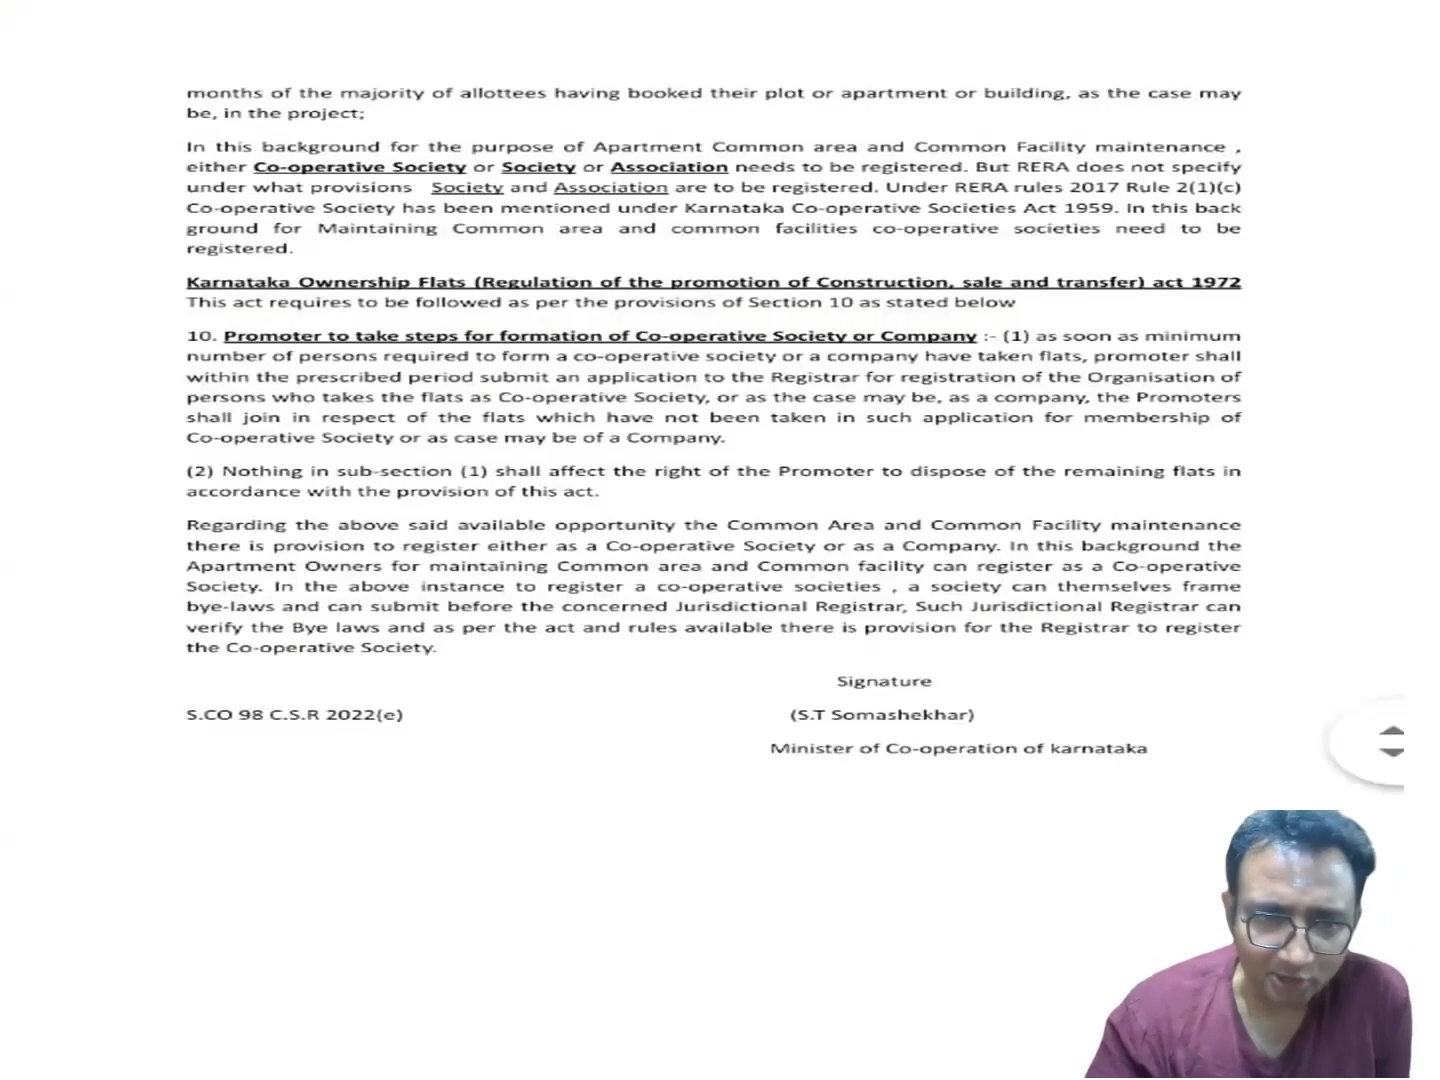 months of the majority of allottees having booked their plot or apartment or building, as the case may
be, in the project;
In this background for the purpose of Apartment Common area and Common Facility maintenance ,
either Co-operative Society or Society or Association needs to be registered. But RERA does not specify
under what provisions Society and Association are to be registered. Under RERA rules 2017 Rule 2(1)(c)
Co-operative Society has been mentioned under Karnataka Co-operative Societies Act 1959. In this back
ground for Maintaining Common area and common facilities co-operative societies need to be
registered.
Karnataka Ownership Flats (Regulation of the promotion of Construction, sale and transfer) act 1972
This act requires to be followed as per the provisions of Section 10 as stated below
10. Promoter to take steps for formation of Co-operative Society or Company :- (1) as soon as minimum
number of persons required to form a co-operative society or a company have taken flats, promoter shall
within the prescribed period submit an application to the Registrar for registration of the Organisation of
persons who takes the flats as Co-operative Society, or as the case may be, as a company, the Promoters
shall join in respect of the flats which have not been taken in such application for membership of
Co-operative Society or as case may be of a Company.
(2) Nothing in sub-section (1) shall affect the right of the Promoter to dispose of the remaining flats in
accordance with the provision of this act.
Regarding the above said available opportunity the Common Area and Common Facility maintenance
there is provision to register either as a Co-operative Society or as a Company. In this background the
Apartment Owners for maintaining Common area and Common facility can register as a Co-operative
Society. In the above instance to register a co-operative societies , a society can themselves frame
bye-laws and can submit before the concerned Jurisdictional Registrar, Such Jurisdictional Registrar can
verify the Bye laws and as per the act and rules available there is provision for the Registrar to register
the Co-operative Society.
Signature
S.CO 98 C.S.R 2022(e) (S.T Somashekhar)
Minister of Co-operation of karnataka